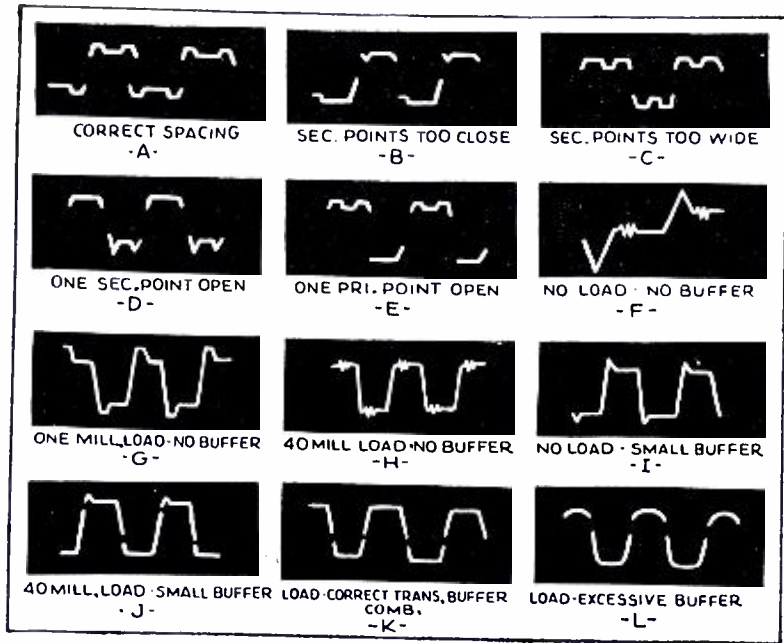 CORRECT SPACING
-A-
SEC. POINTS TOO CLOSE
-B-
SEC. POINTS TOO WIDE
-C-
ONE SEC. POINT OPEN
-D-
ONE PRI. POINT OPEN
-E-
NO LOAD - NO BUFFER
-F-
ONE MILL. LOAD - NO BUFFER
-G-
40 MILL LOAD - NO BUFFER
-H-
NO LOAD - SMALL BUFFER
-I-
40 MILL. LOAD - SMALL BUFFER
-J-
LOAD - CORRECT TRANS. BUFFER
COMB.
-K-
LOAD - EXCESSIVE BUFFER
-L-